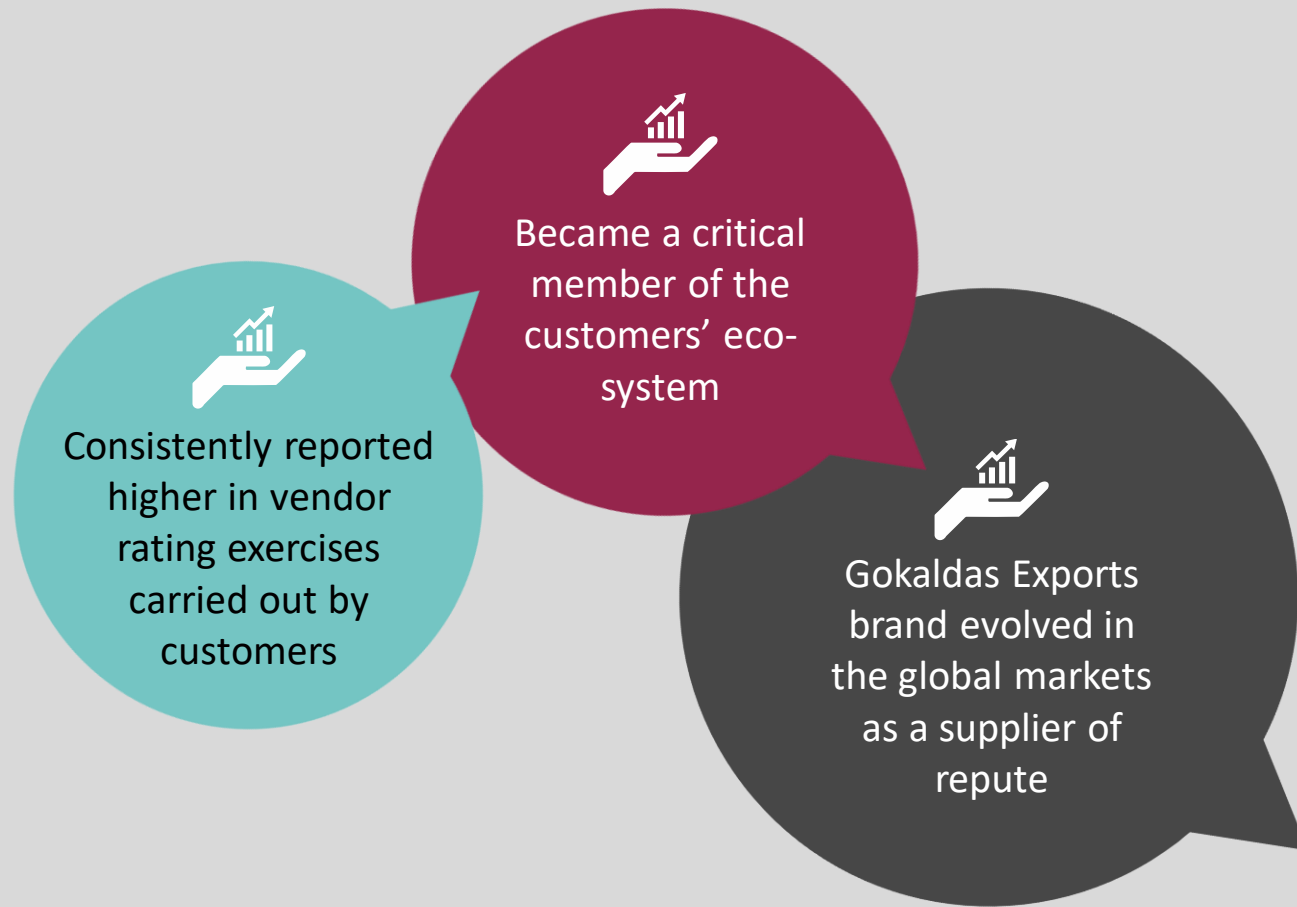 Consistently reported
higher in vendor
rating exercises
carried out by
customers
Became a critical
member of the
customers’ eco-
system
Gokaldas Exports
brand evolved in
the global markets
as a supplier of
repute